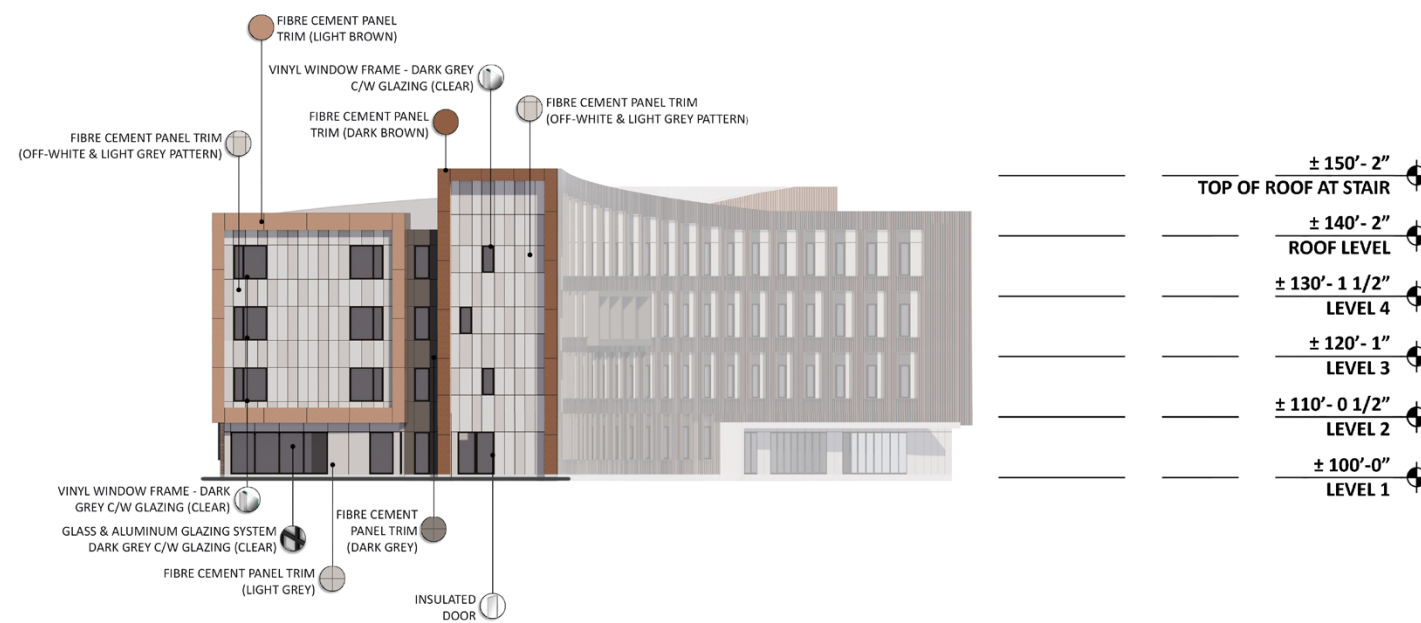 FIBRE CEMENT PANEL
TRIM (LIGHT BROWN)
VINYL WINDOW FRAME - DARK GREY
C/W GLAZING (CLEAR)
FIBRE CEMENT PANEL TRIM
(OFF-WHITE & LIGHT GREY PATTERN)
FIBRE CEMENT PANEL
TRIM (DARK BROWN)
FIBRE CEMENT PANEL TRIM
(OFF-WHITE & LIGHT GREY PATTERN)
± 150’- 2”
TOP OF ROOF AT STAIR
± 140’- 2”
ROOF LEVEL
± 130’- 1 1/2”
LEVEL 4
± 120’- 1”
LEVEL 3
± 110’- 0 1/2”
LEVEL 2
± 100’-0”
LEVEL 1
VINYL WINDOW FRAME - DARK
GREY C/W GLAZING (CLEAR)
GLASS & ALUMINUM GLAZING SYSTEM
DARK GREY C/W GLAZING (CLEAR)
FIBRE CEMENT
PANEL TRIM
(DARK GREY)
FIBRE CEMENT PANEL TRIM
(LIGHT GREY)
INSULATED
DOOR